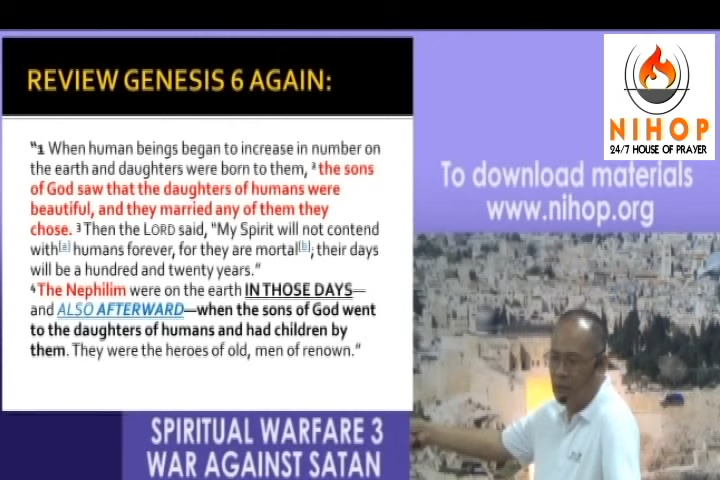 REVIEW GENESIS 6 AGAIN:
"1 When human beings began to increase in number on
the earth and daughters were born to them, ² the sons
of God saw that the daughters of humans were
beautiful, and they married any of them they
chose. ³ Then the LORD said, "My Spirit will not contend
with[a] humans forever, for they are mortal[b]; their days
will be a hundred and twenty years."
⁴ The Nephilim were on the earth IN THOSE DAYS—
and ALSO AFTERWARD—when the sons of God went
to the daughters of humans and had children by
them. They were the heroes of old, men of renown."
NIHOP
24/7 HOUSE OF PRAYER
To download materials
www.nihop.org
SPIRITUAL WARFARE 3
WAR AGAINST SATAN